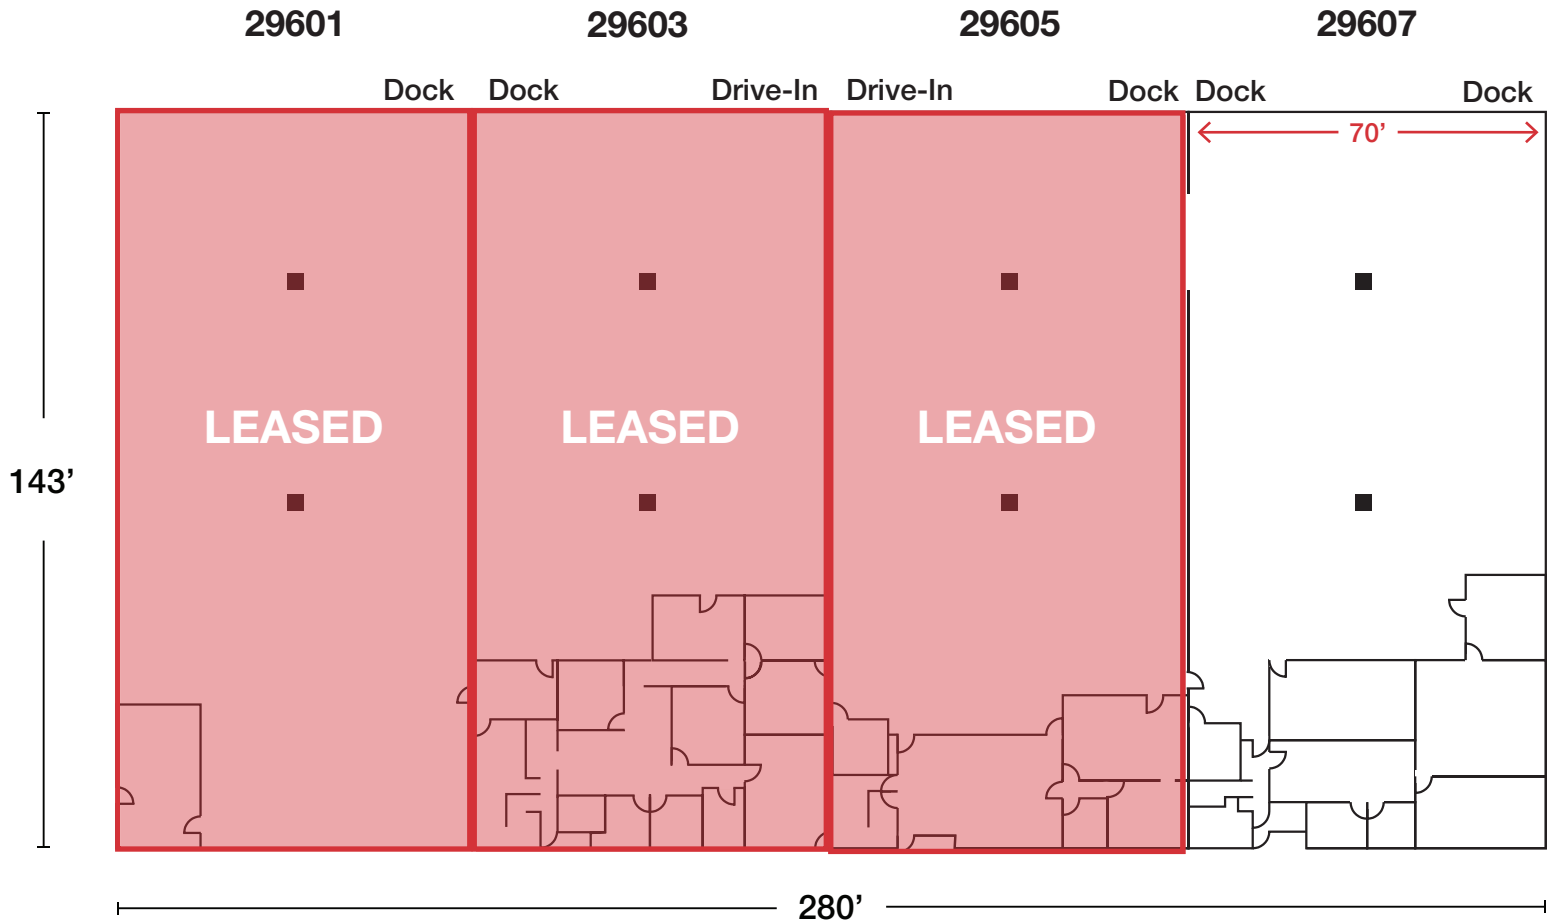 29601 29603 29605 29607
Dock Dock Drive-In Drive-In Dock Dock Dock
70’
LEASED LEASED LEASED
143’
280’